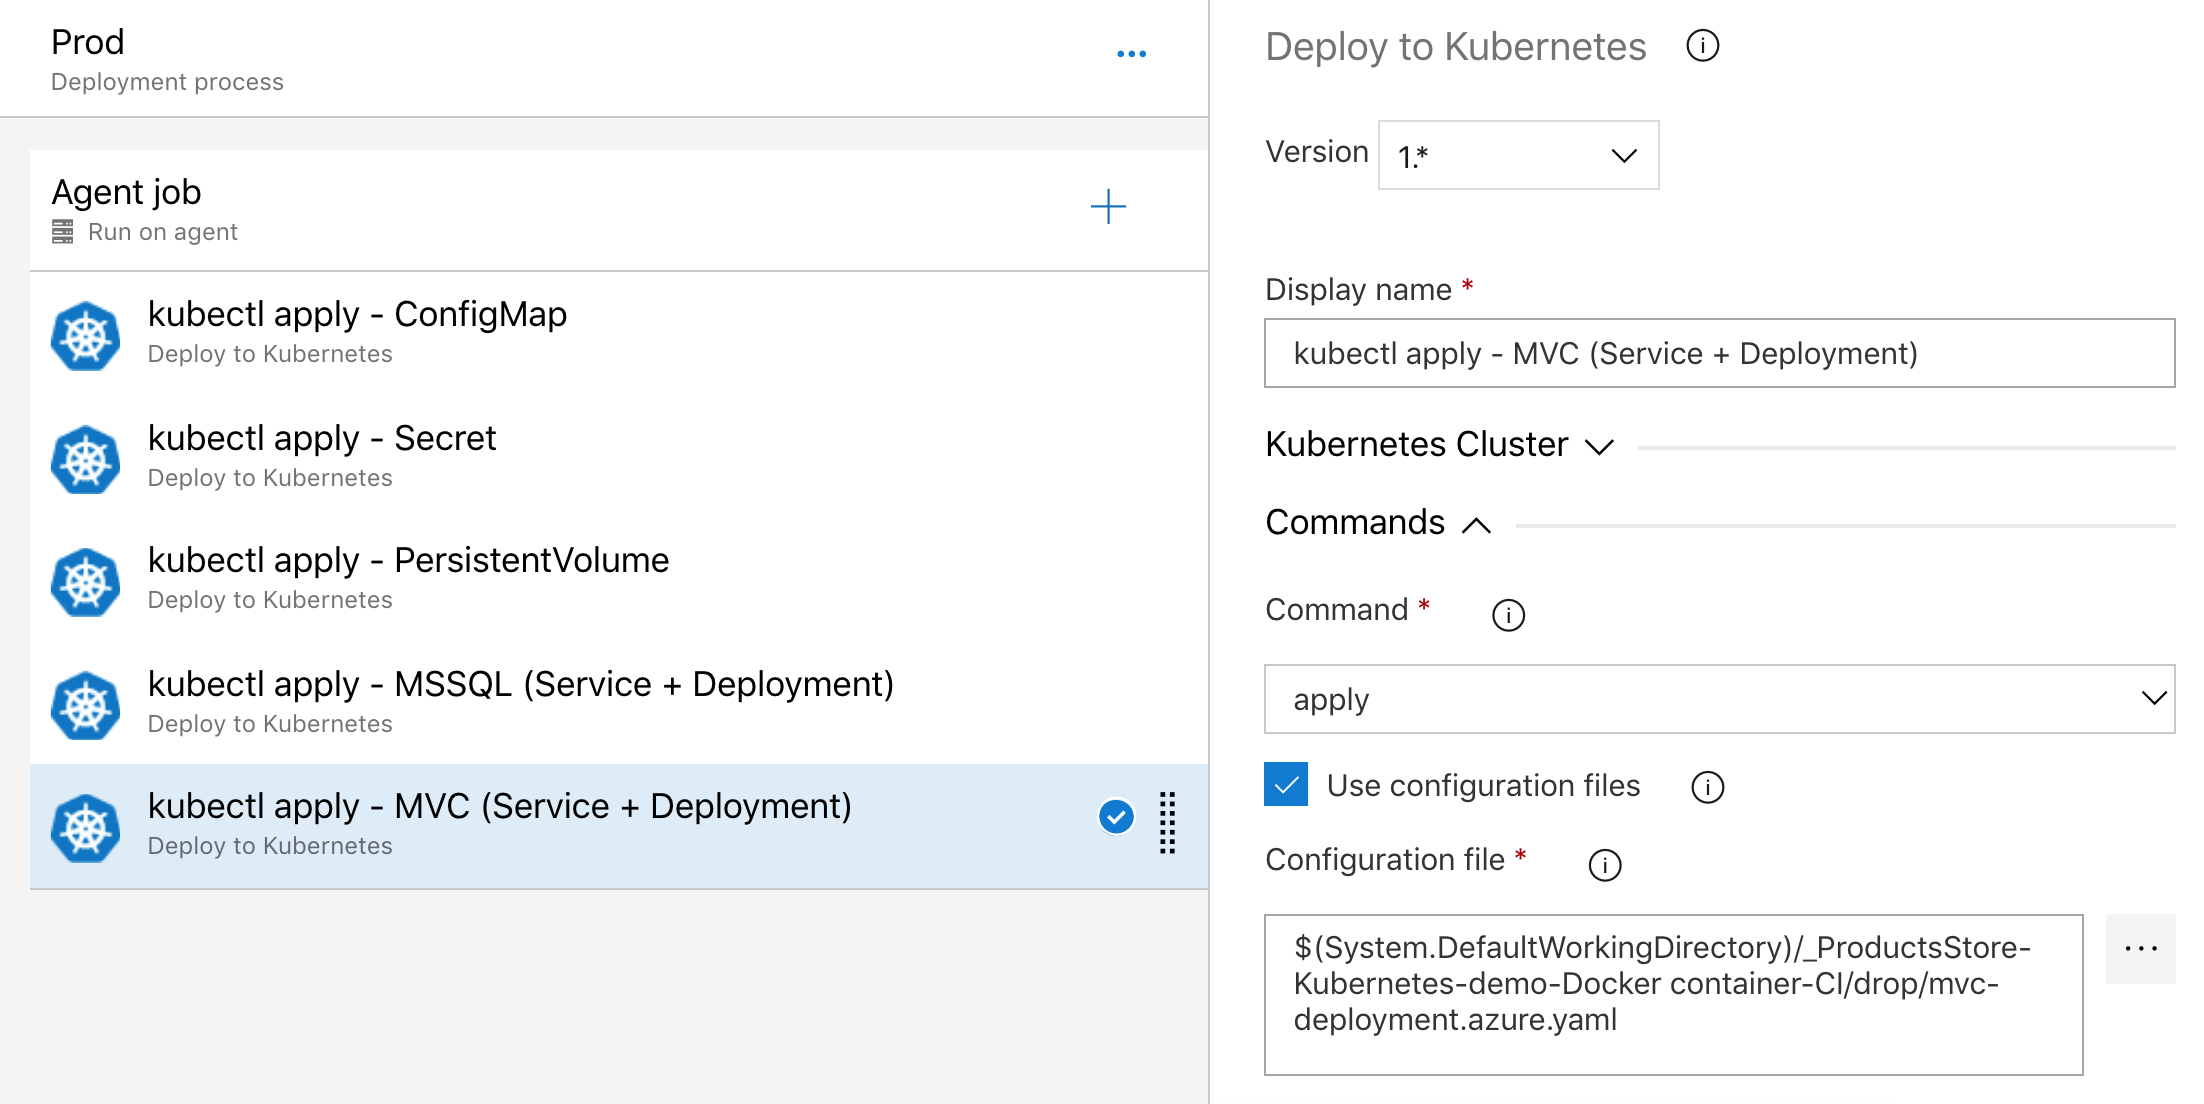 Prod
Deployment process
Agent job
Run on agent
kubectl apply - ConfigMap
Deploy to Kubernetes
kubectl apply - Secret
Deploy to Kubernetes
kubectl apply - PersistentVolume
Deploy to Kubernetes
kubectl apply - MSSQL (Service + Deployment)
Deploy to Kubernetes
kubectl apply - MVC (Service + Deployment)
Deploy to Kubernetes
Deploy to Kubernetes
Version 1.*
Display name *
kubectl apply - MVC (Service + Deployment)
Kubernetes Cluster
Commands
Command *
apply
Use configuration files
Configuration file *
$(System.DefaultWorkingDirectory)/_ProductsStore-
Kubernetes-demo-Docker container-CI/drop/mvc-
deployment.azure.yaml